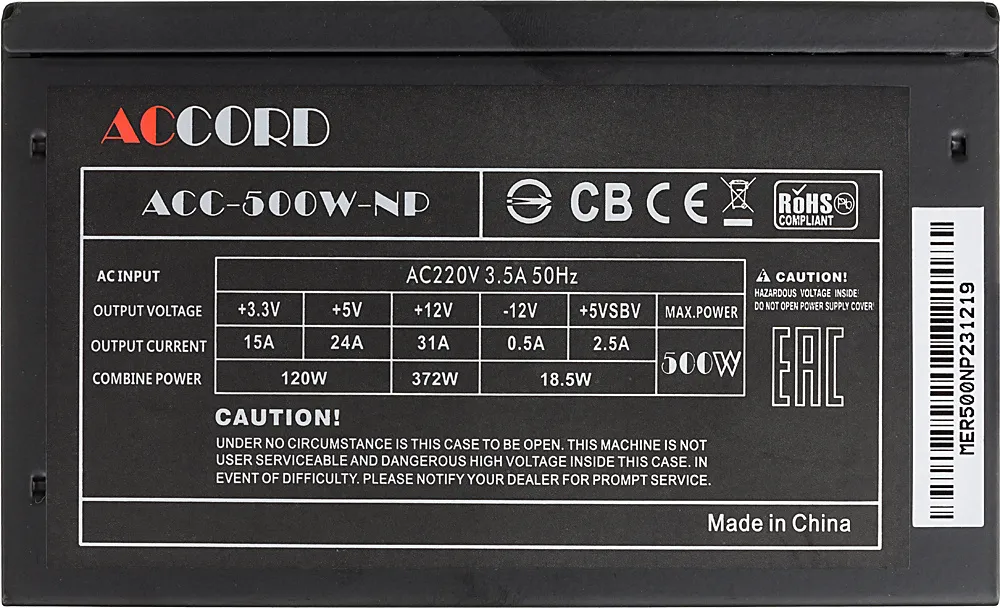 ACCORD
ACC-500W-NP
CB CE RoHS Pb
COMPLIANT
AC INPUT AC220V 3.5A 50Hz
OUTPUT VOLTAGE +3.3V +5V +12V -12V +5VSBV MAX.POWER
OUTPUT CURRENT 15A 24A 31A 0.5A 2.5A 500W
COMBINE POWER 120W 372W 18.5W
CAUTION!
HAZARDOUS VOLTAGE INSIDE
DO NOT OPEN POWER SUPPLY COVER
EAC
CAUTION!
UNDER NO CIRCUMSTANCE IS THIS CASE TO BE OPEN. THIS MACHINE IS NOT
USER SERVICEABLE AND DANGEROUS HIGH VOLTAGE INSIDE THIS CASE. IN
EVENT OF DIFFICULTY. PLEASE NOTIFY YOUR DEALER FOR PROMPT SERVICE.
Made in China
MER500NP231219